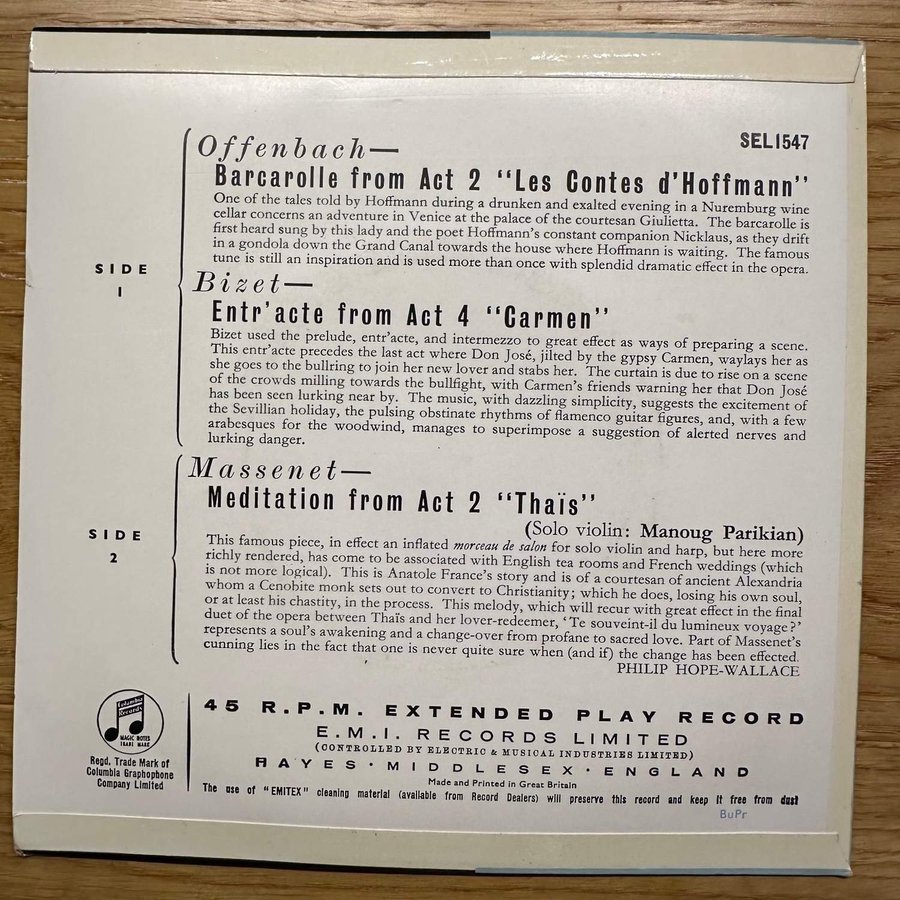 SEL1547
Offenbach—
Barcarolle from Act 2 “Les Contes d’Hoffmann”
One of the tales told by Hoffmann during a drunken and exalted evening in a Nuremburg wine
cellar concerns an adventure in Venice at the palace of the courtesan Giulietta. The barcarolle is
first heard sung by this lady and the poet Hoffmann’s constant companion Nicklaus, as they drift
in a gondola down the Grand Canal towards the house where Hoffmann is waiting. The famous
tune is still an inspiration and is used more than once with splendid dramatic effect in the opera.
SIDE
1
Bizet—
Entr’acte from Act 4 “Carmen”
Bizet used the prelude, entr’acte, and intermezzo to great effect as ways of preparing a scene.
This entr’acte precedes the last act where Don José, jilted by the gypsy Carmen, waylays her as
she goes to the bullring to join her new lover and stabs her. The curtain is due to rise on a scene
of the crowds milling towards the bullfight, with Carmen’s friends warning her that Don José
has been seen lurking near by. The music, with dazzling simplicity, suggests the excitement of
the Sevillian holiday, the pulsing obstinate rhythms of flamenco guitar figures, and, with a few
arabesques for the woodwind, manages to superimpose a suggestion of alerted nerves and
lurking danger.
Massenet—
Meditation from Act 2 “Thaïs”
(Solo violin: Manoug Parikian)
SIDE
2
This famous piece, in effect an inflated morceau de salon for solo violin and harp, but here more
richly rendered, has come to be associated with English tea rooms and French weddings (which
is not more logical). This is Anatole France’s story and is of a courtesan of ancient Alexandria
whom a Cenobite monk sets out to convert to Christianity; which he does, losing his own soul,
or at least his chastity, in the process. This melody, which will recur with great effect in the final
duet of the opera between Thaïs and her lover-redeemer, ‘Te souveint-il du lumineux voyage?’
represents a soul’s awakening and a change-over from profane to sacred love. Part of Massenet’s
cunning lies in the fact that one is never quite sure when (and if) the change has been effected.
PHILIP HOPE-WALLACE
Columbia
Records
MAGIC NOTES
TRADE MARK
Regd. Trade Mark of
Columbia Graphophone
Company Limited
45 R.P.M. EXTENDED PLAY RECORD
E.M.I. RECORDS LIMITED
(CONTROLLED BY ELECTRIC & MUSICAL INDUSTRIES LIMITED)
HAYES · MIDDLESEX · ENGLAND
Made and Printed in Great Britain
The use of “EMITEX” cleaning material (available from Record Dealers) will preserve this record and keep it free from dust
BuPr